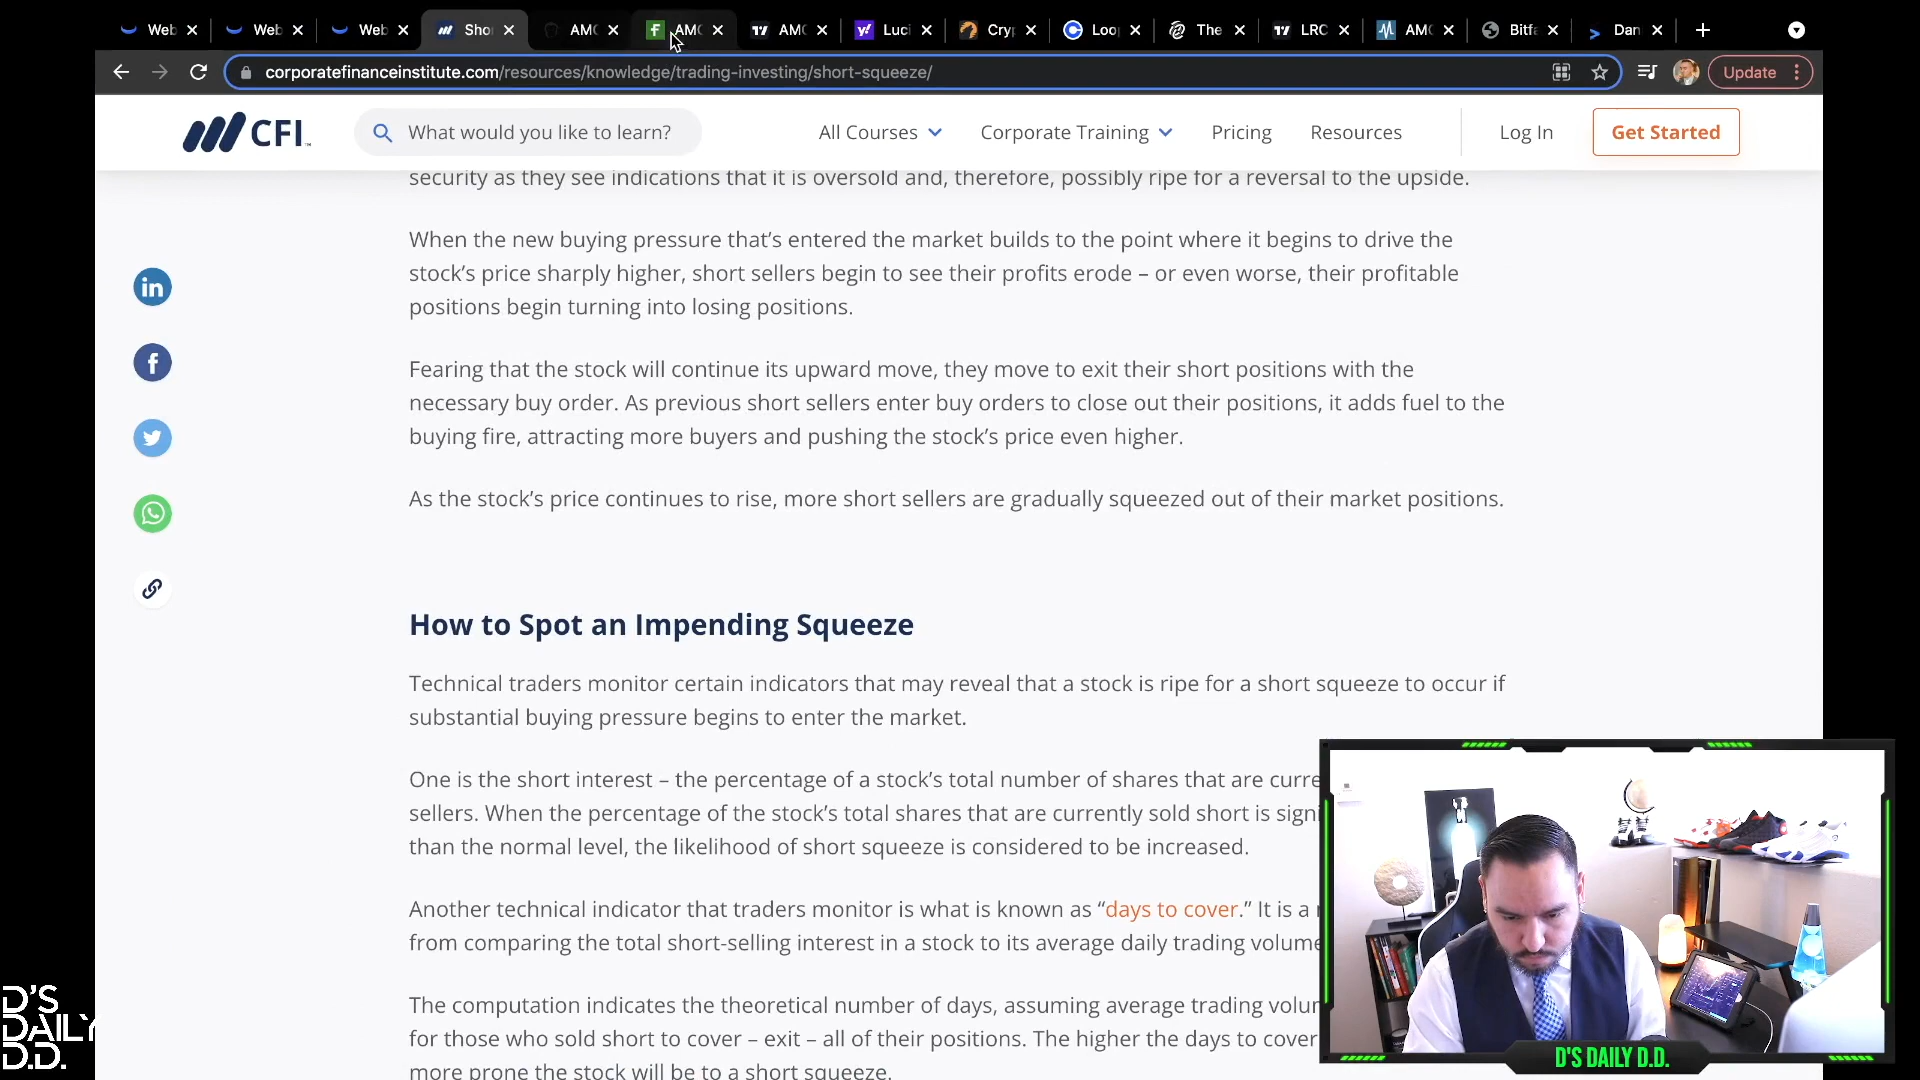 Web
Web
Web
Shor
AMC
AMC
AMC
Luci
Cryp
Loop
The
LRC
AMC
Bitfa
Dan
corporatefinanceinstitute.com/resources/knowledge/trading-investing/short-squeeze/
Update
CFI
What would you like to learn?
All Courses
Corporate Training
Pricing
Resources
Log In
Get Started
security as they see indications that it is oversold and, therefore, possibly ripe for a reversal to the upside.
When the new buying pressure that's entered the market builds to the point where it begins to drive the
stock's price sharply higher, short sellers begin to see their profits erode – or even worse, their profitable
positions begin turning into losing positions.
Fearing that the stock will continue its upward move, they move to exit their short positions with the
necessary buy order. As previous short sellers enter buy orders to close out their positions, it adds fuel to the
buying fire, attracting more buyers and pushing the stock's price even higher.
As the stock's price continues to rise, more short sellers are gradually squeezed out of their market positions.
How to Spot an Impending Squeeze
Technical traders monitor certain indicators that may reveal that a stock is ripe for a short squeeze to occur if
substantial buying pressure begins to enter the market.
One is the short interest – the percentage of a stock's total number of shares that are curre
sellers. When the percentage of the stock's total shares that are currently sold short is signi
than the normal level, the likelihood of short squeeze is considered to be increased.
Another technical indicator that traders monitor is what is known as “days to cover.” It is a
from comparing the total short-selling interest in a stock to its average daily trading volume
The computation indicates the theoretical number of days, assuming average trading volu
for those who sold short to cover – exit – all of their positions. The higher the days to cover
more prone the stock will be to a short squeeze.
D'S
DAILY
D.D.
D'S DAILY D.D.